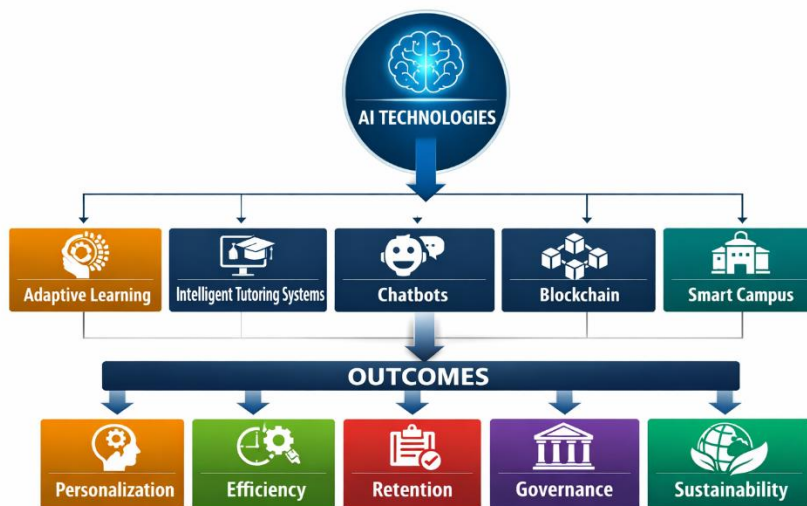 AI TECHNOLOGIES
Adaptive Learning
Intelligent Tutoring Systems
Chatbots
Blockchain
Smart Campus
OUTCOMES
Personalization
Efficiency
Retention
Governance
Sustainability